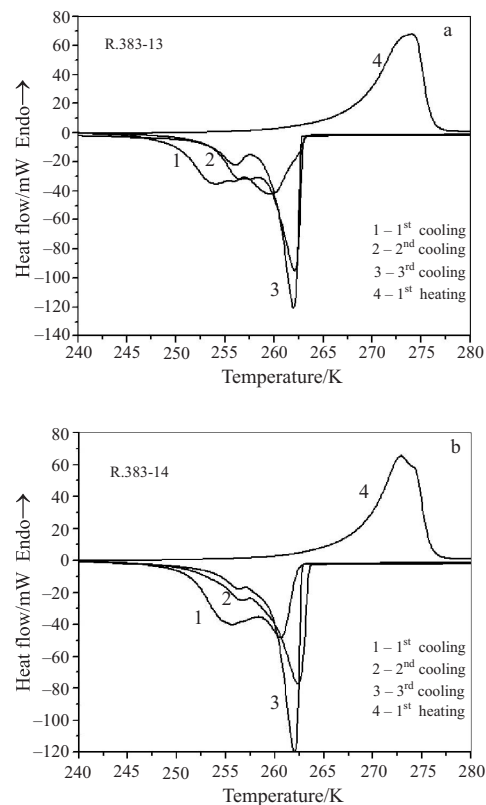 a
R.383-13
80
60
40
20
0
−20
−40
−60
−80
−100
−120
−140
Heat flow/mW Endo→
1
2
3
4
1 – 1st cooling
2 – 2nd cooling
3 – 3rd cooling
4 – 1st heating
240 245 250 255 260 265 270 275 280
Temperature/K
b
R.383-14
80
60
40
20
0
−20
−40
−60
−80
−100
−120
Heat flow/mW Endo→
1
2
3
4
1 – 1st cooling
2 – 2nd cooling
3 – 3rd cooling
4 – 1st heating
240 245 250 255 260 265 270 275 280
Temperature/K